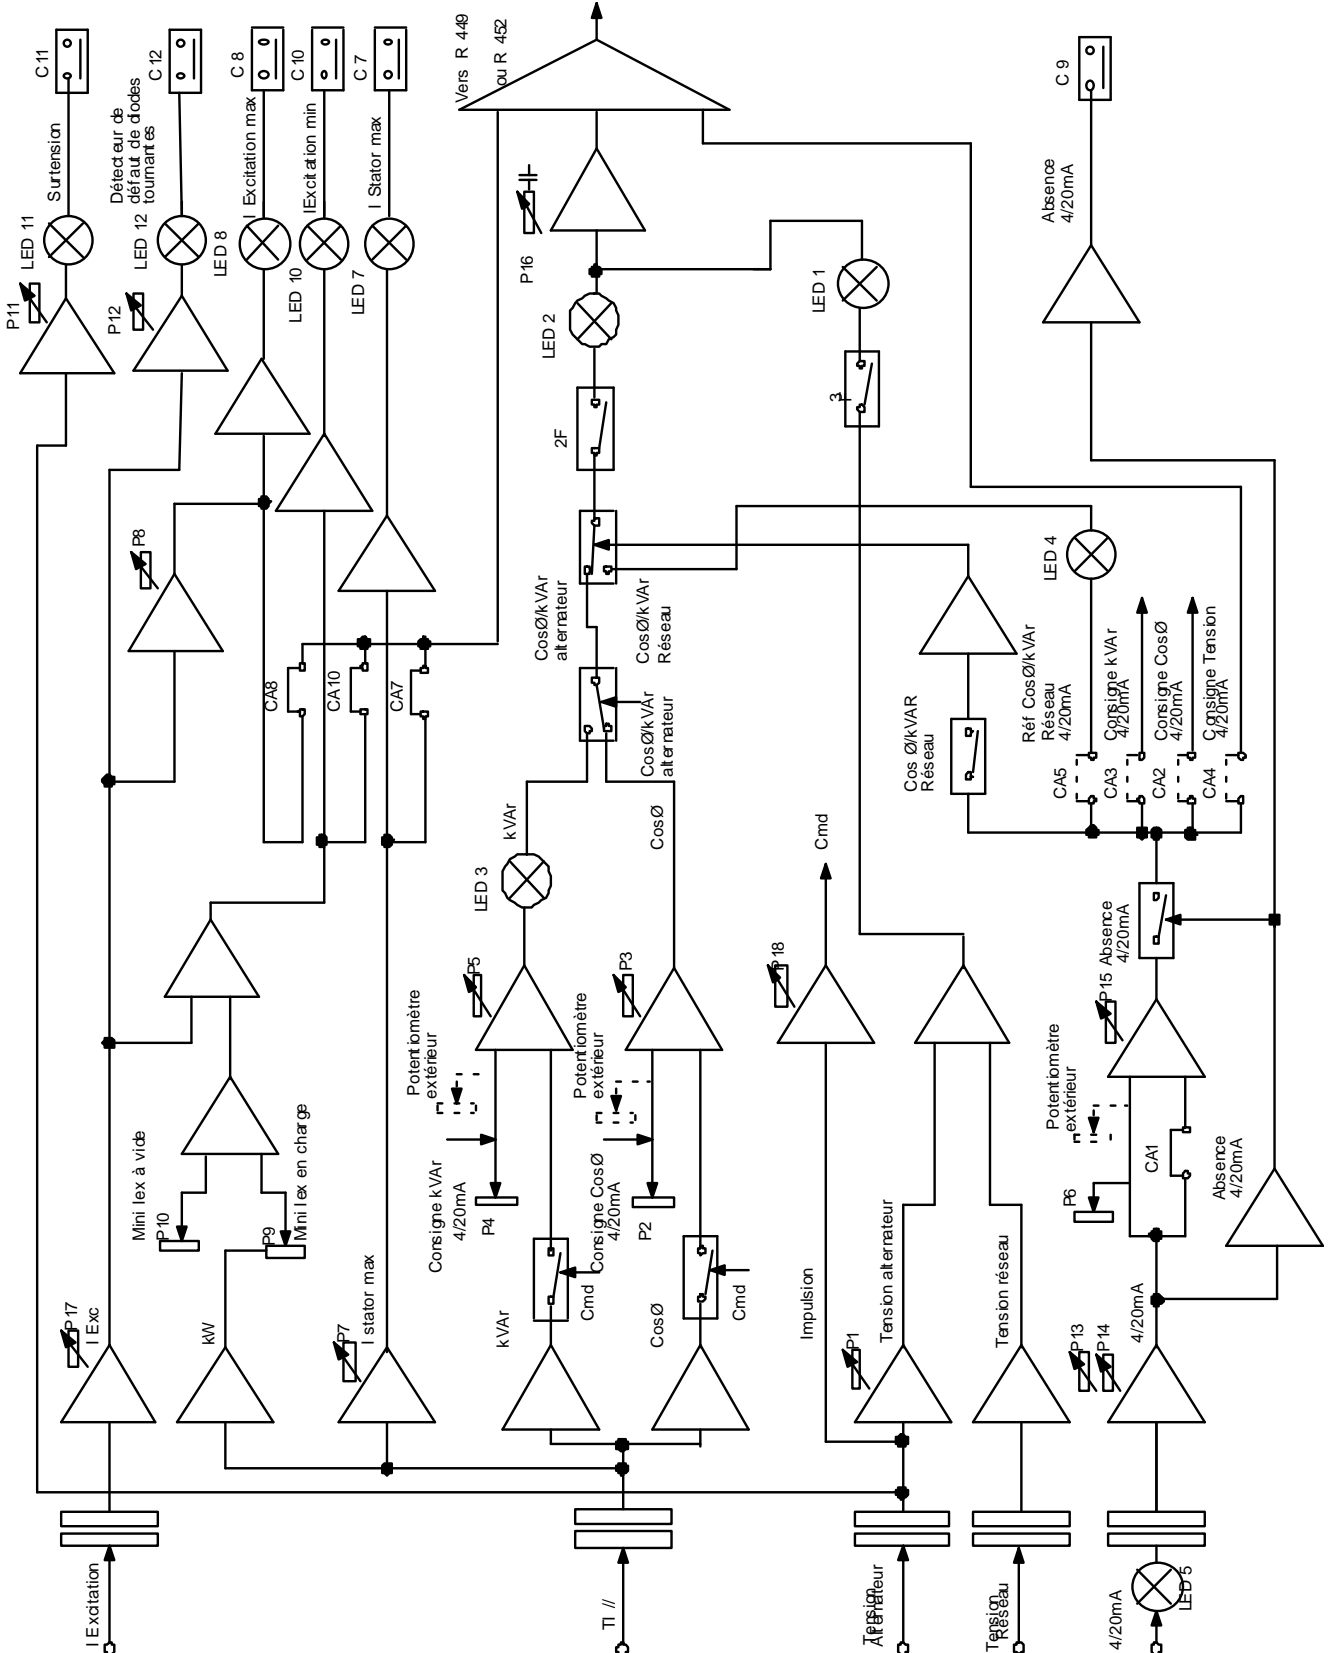 C 11
C 12
C 8
C 10
C 7
Vers R 449
ou R 452
C 9
Surtension
Détecteur de
défaut de diodes
tournantes
I Excitation max
I Excitation min
I Stator max
Absence
4/20mA
LED 11
LED 12
LED 8
LED 10
LED 7
P11
P12
P16
LED 1
LED 2
3
2F
P8
LED 4
CosØ/kVAr
alternateur
CosØ/kVAr
Réseau
CA8
CA10
CA7
CosØ/kVAr
alternateur
Cos Ø/kVAR
Réseau
Réf CosØ/kVAr
Réseau
4/20mA
Consigne kVAr
4/20mA
Consigne CosØ
4/20mA
Consigne Tension
4/20mA
CA5
CA3
CA2
CA4
kVAr
CosØ
Cmd
LED 3
P5
P3
P18
P15
Absence
4/20mA
Potentiomètre
extérieur
Potentiomètre
extérieur
Potentiomètre
extérieur
Mini Iex à vide
Mini Iex en charge
P10
P9
Consigne kVAr
4/20mA
P4
Consigne CosØ
4/20mA
P2
P6
CA1
Absence
4/20mA
Cmd
Cmd
P17
I Exc
kW
P7
I stator max
kVAr
CosØ
Impulsion
P1
Tension alternateur
Tension réseau
P13
P14
4/20mA
I Excitation
TI //
Tension
Alternateur
Tension
Réseau
4/20mA
LED 5